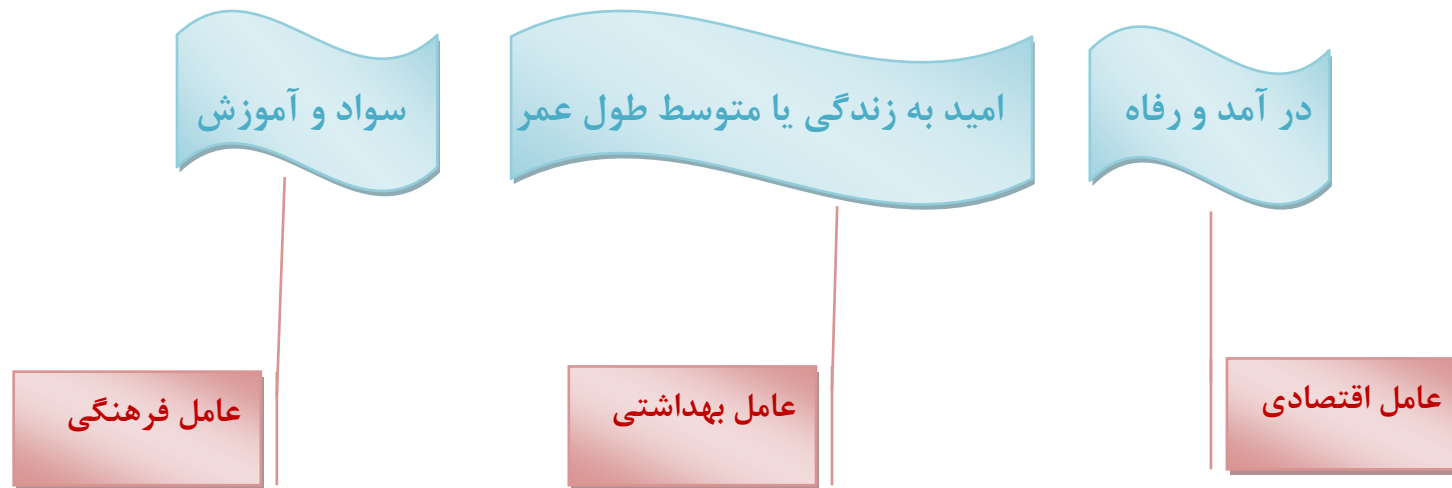 در آمد و رفاه
امید به زندگی یا متوسط طول عمر
سواد و آموزش
عامل اقتصادی
عامل بهداشتی
عامل فرهنگی